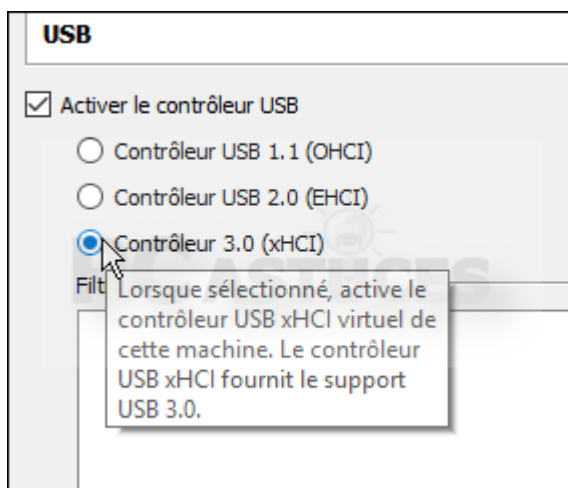 USB
Activer le contrôleur USB
Contrôleur USB 1.1 (OHCI)
Contrôleur USB 2.0 (EHCI)
Contrôleur 3.0 (xHCI)
Filt
Lorsque sélectionné, active le
contrôleur USB xHCI virtuel de
cette machine. Le contrôleur
USB xHCI fournit le support
USB 3.0.
PC ASTUCES